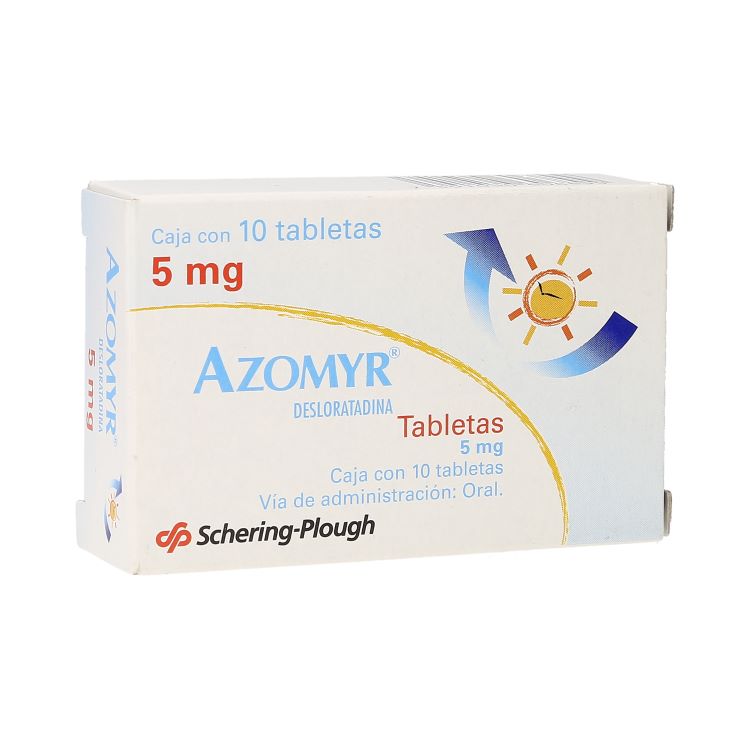 Caja con 10 tabletas
5 mg
AZOMYR®
DESLORATADINA
Tabletas
5 mg
Caja con 10 tabletas
Vía de administración: Oral.
Schering-Plough
AZOMYR®
DESLORATADINA
5 mg